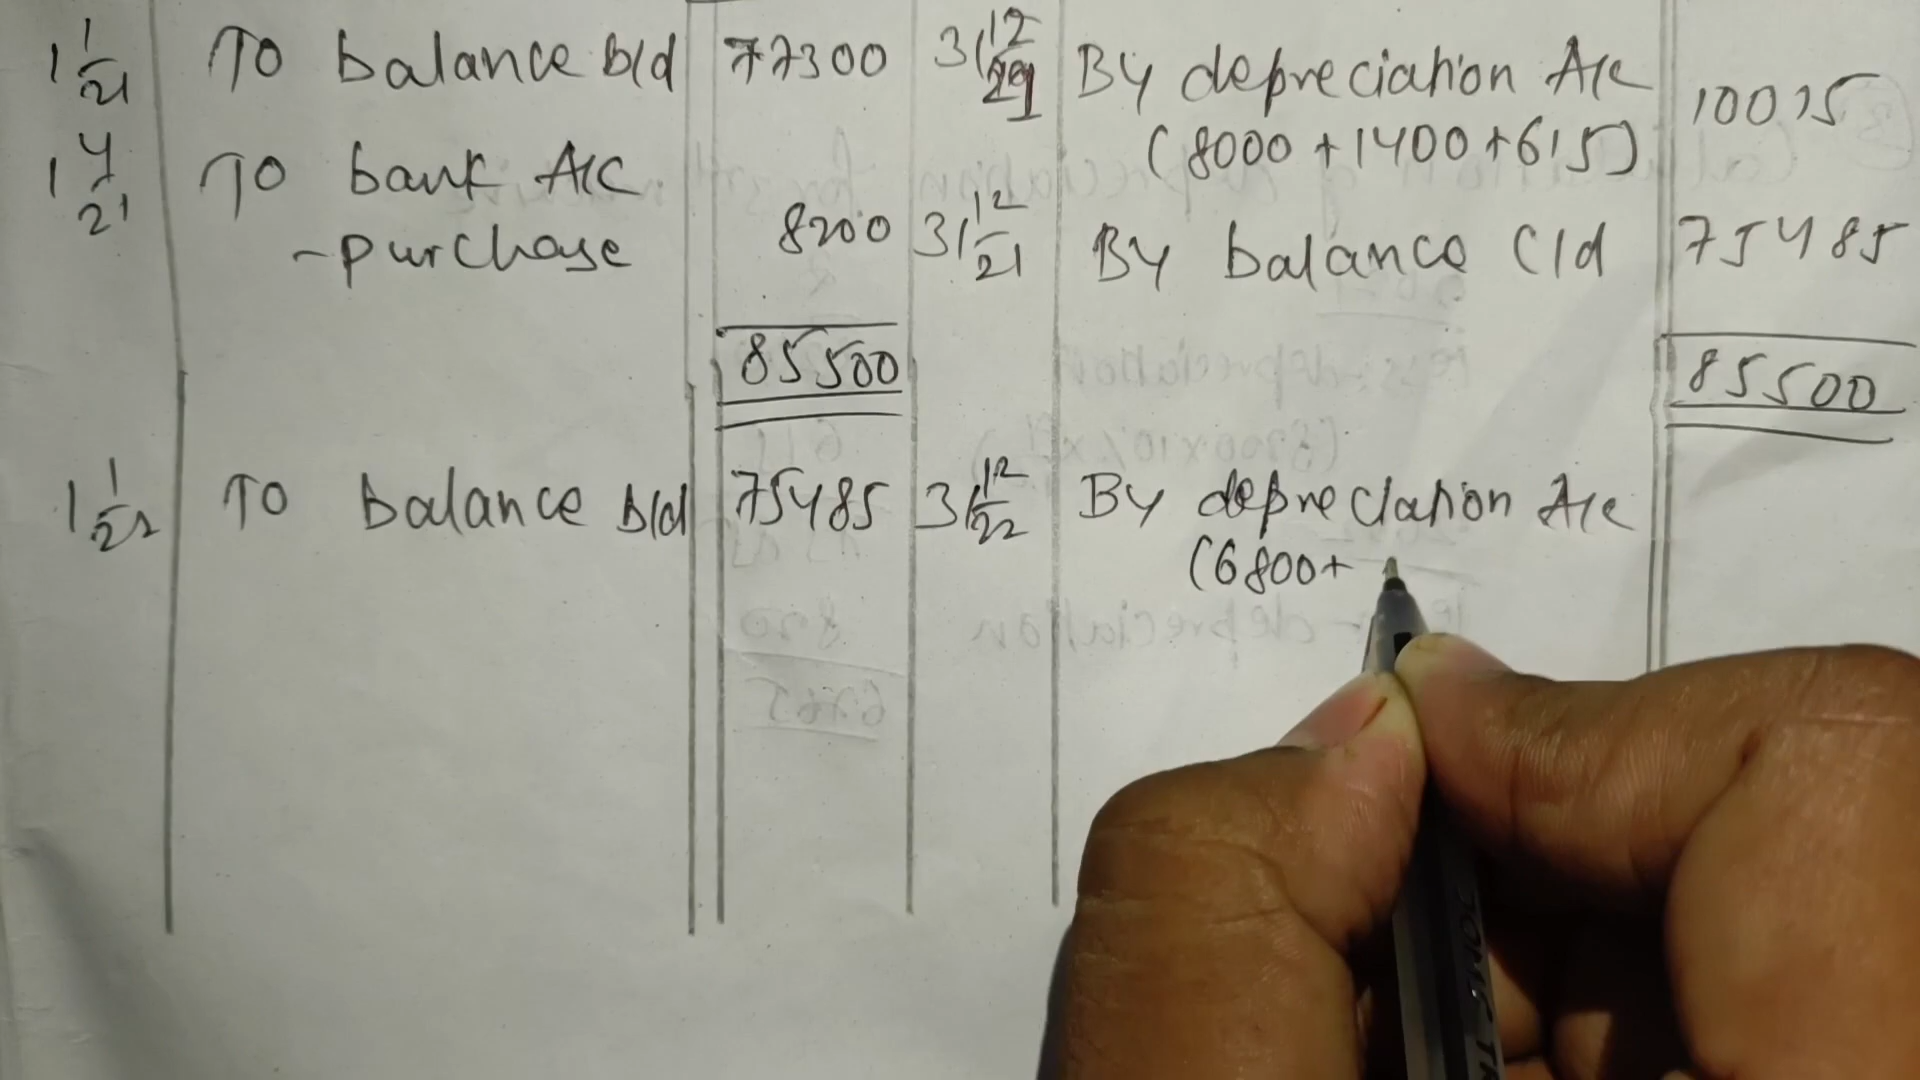 1 1/21 To balance b/d 77300 31 12/21 By depreciation A/c 10015
(8000+1400+615)
1 4/21 To bank A/C
-purchase 8200 31 12/21 By balance C/d 75485
85500 85500
1 1/22 To balance b/d 75485 31 12/22 By depreciation A/c
(6800+